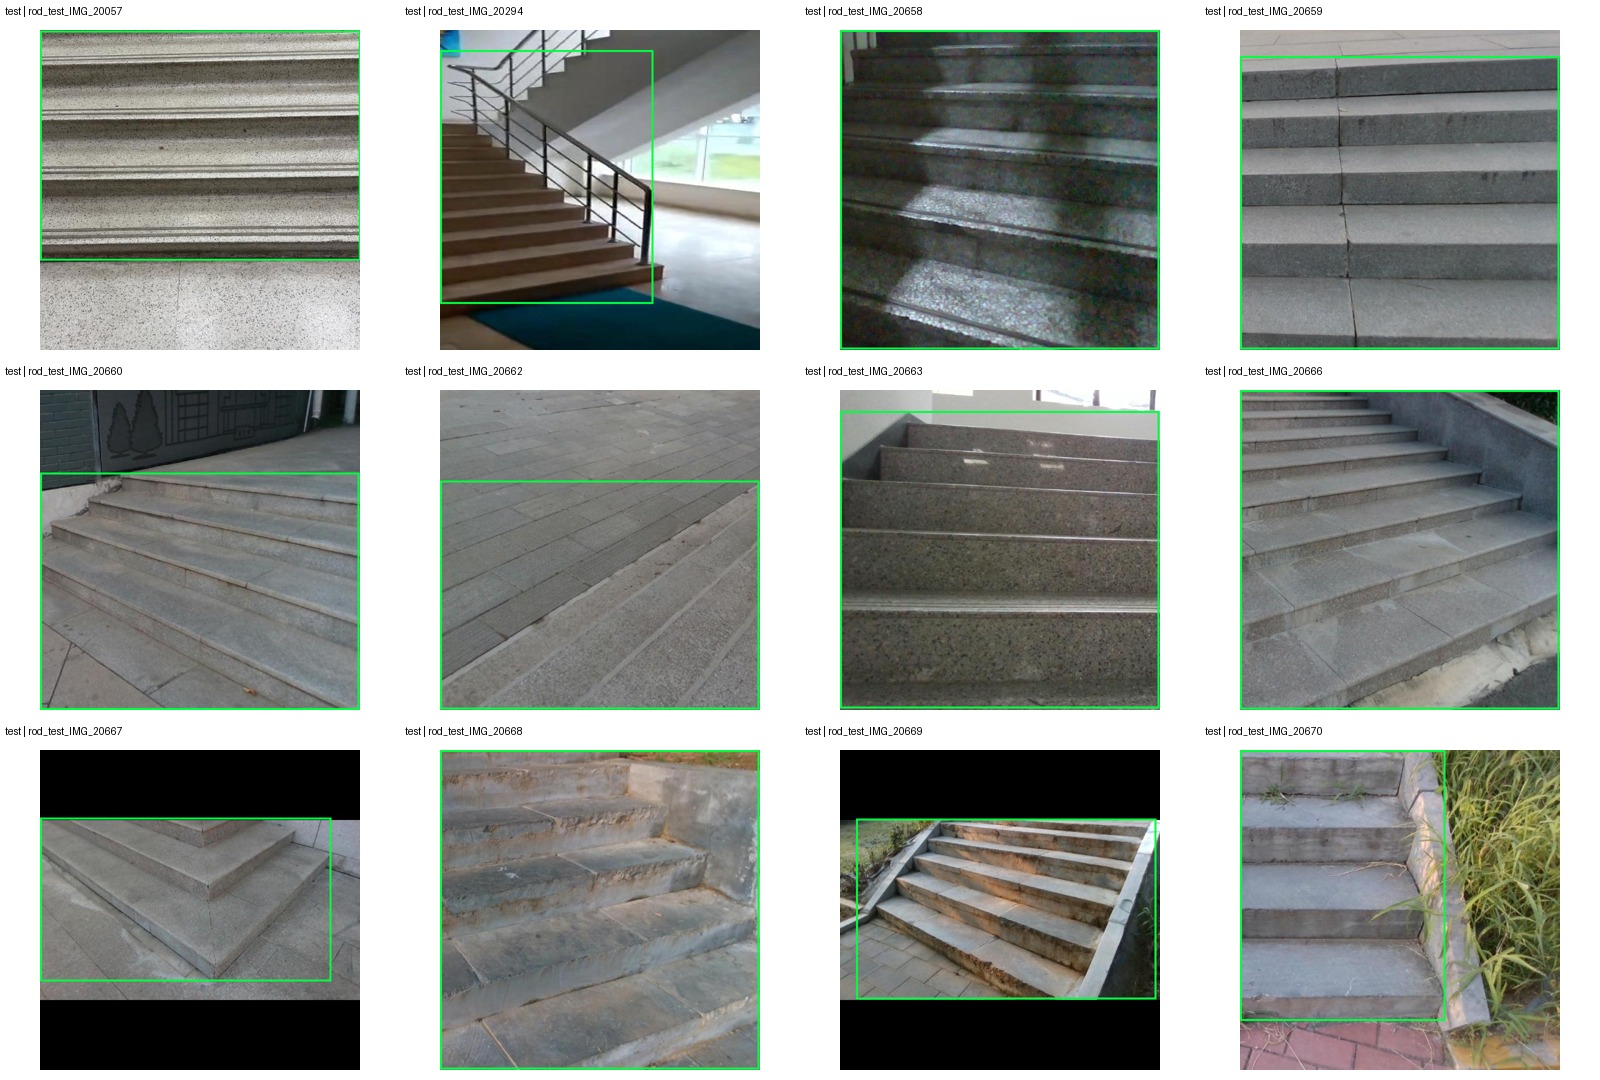 test | rod_test_IMG_20057
test | rod_test_IMG_20294
test | rod_test_IMG_20658
test | rod_test_IMG_20659
test | rod_test_IMG_20660
test | rod_test_IMG_20662
test | rod_test_IMG_20663
test | rod_test_IMG_20666
test | rod_test_IMG_20667
test | rod_test_IMG_20668
test | rod_test_IMG_20669
test | rod_test_IMG_20670